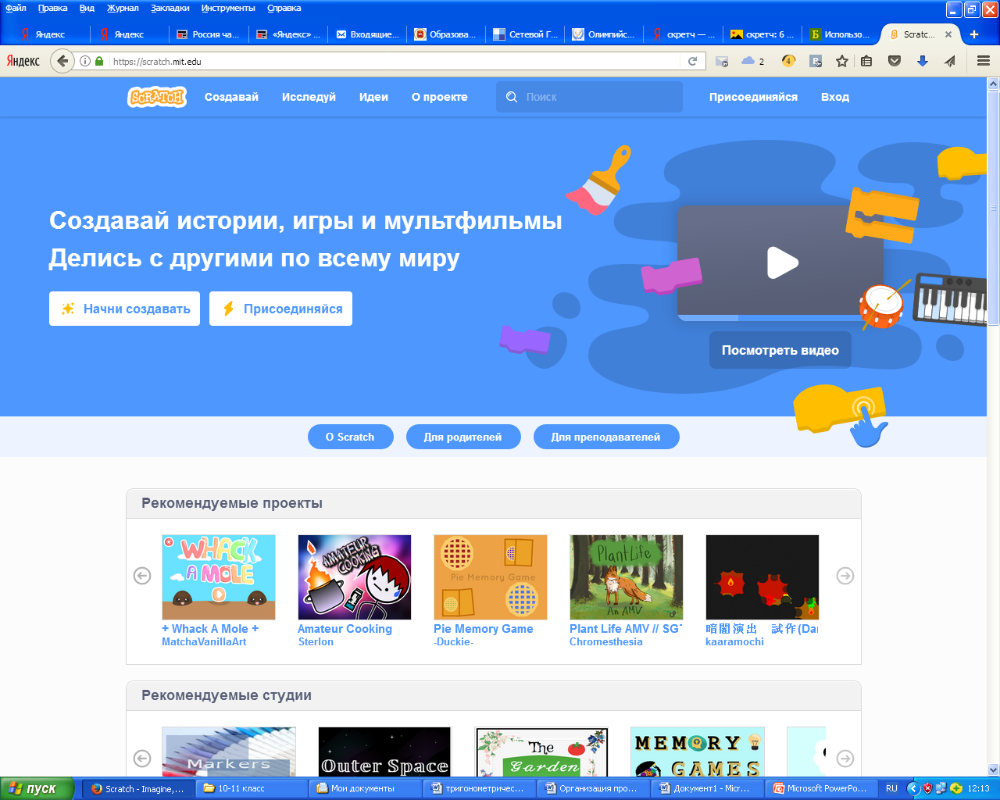 Файл Правка Вид Журнал Закладки Инструменты Справка
Яндекс Яндекс Россия ча... «Яндекс» ... Входящие... Образова... Сетевой Г... Олимпийс... скретч — ... скретч: 6 ... Использо... Scratc...
Яндекс https://scratch.mit.edu 2 4
SCRATCH Создавай Исследуй Идеи О проекте Поиск Присоединяйся Вход
Создавай истории, игры и мультфильмы
Делись с другими по всему миру
Начни создавать Присоединяйся
Посмотреть видео
О Scratch Для родителей Для преподавателей
Рекомендуемые проекты
WHACK A MOLE
AMATEUR COOKING
Pie Memory Game
PlantLife
An AMV
+ Whack A Mole + Amateur Cooking Pie Memory Game Plant Life AMV // SG 暗闇演出 試作(Da
MatchaVanillaArt Sterlon -Duckie- Chromesthesia kaaramochi
Рекомендуемые студии
Markers
Outer Space
The
Garden
MEMORY
GAMES
пуск Scratch - Imagine,... 10-11 класс Мои документы тригонометричес... Организация про... Документ1 - Micr... Microsoft PowerPo... RU 12:13